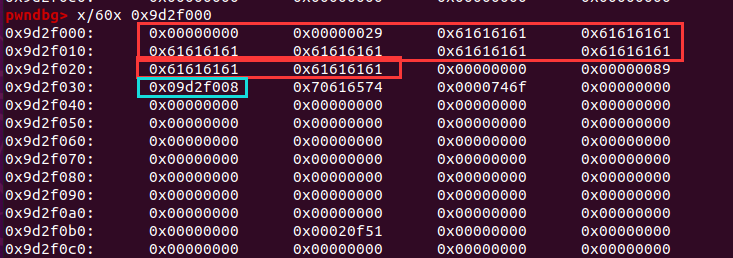 pwndbg> x/60x 0x9d2f000
0x9d2f000: 0x00000000 0x00000029 0x61616161 0x61616161
0x9d2f010: 0x61616161 0x61616161 0x61616161 0x61616161
0x9d2f020: 0x61616161 0x61616161 0x00000000 0x00000089
0x9d2f030: 0x09d2f008 0x70616574 0x0000746f 0x00000000
0x9d2f040: 0x00000000 0x00000000 0x00000000 0x00000000
0x9d2f050: 0x00000000 0x00000000 0x00000000 0x00000000
0x9d2f060: 0x00000000 0x00000000 0x00000000 0x00000000
0x9d2f070: 0x00000000 0x00000000 0x00000000 0x00000000
0x9d2f080: 0x00000000 0x00000000 0x00000000 0x00000000
0x9d2f090: 0x00000000 0x00000000 0x00000000 0x00000000
0x9d2f0a0: 0x00000000 0x00000000 0x00000000 0x00000000
0x9d2f0b0: 0x00000000 0x00020f51 0x00000000 0x00000000
0x9d2f0c0: 0x00000000 0x00000000 0x00000000 0x00000000